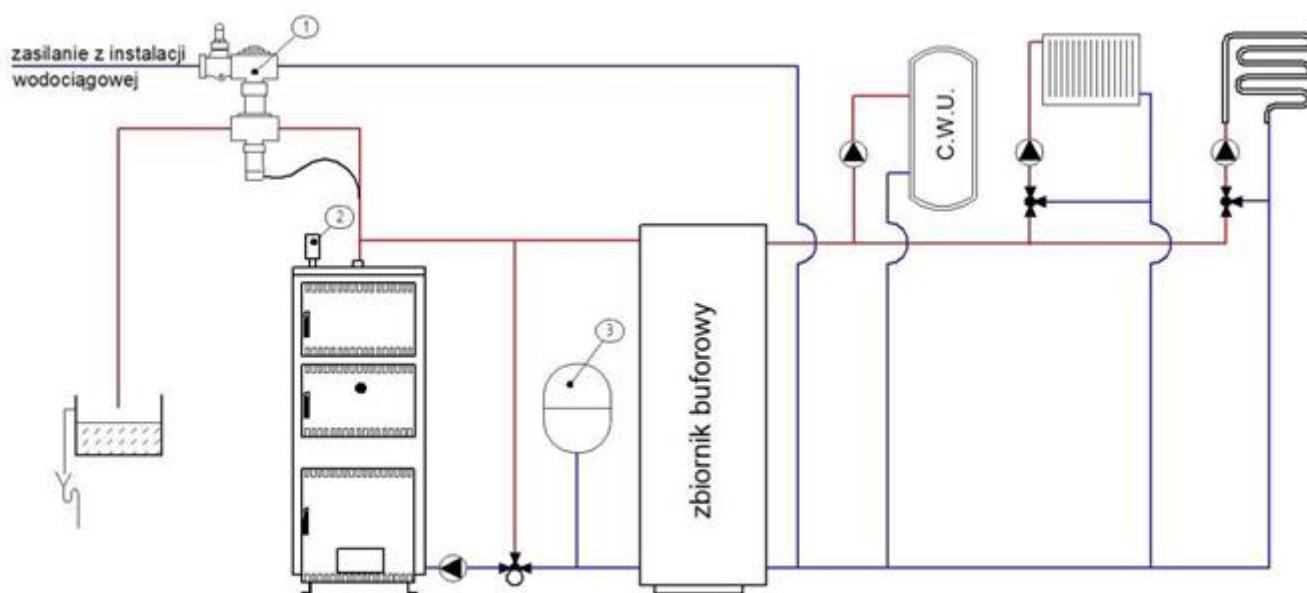 1
zasilanie z instalacji
wodociągowej
2
3
zbiornik buforowy
C.W.U.